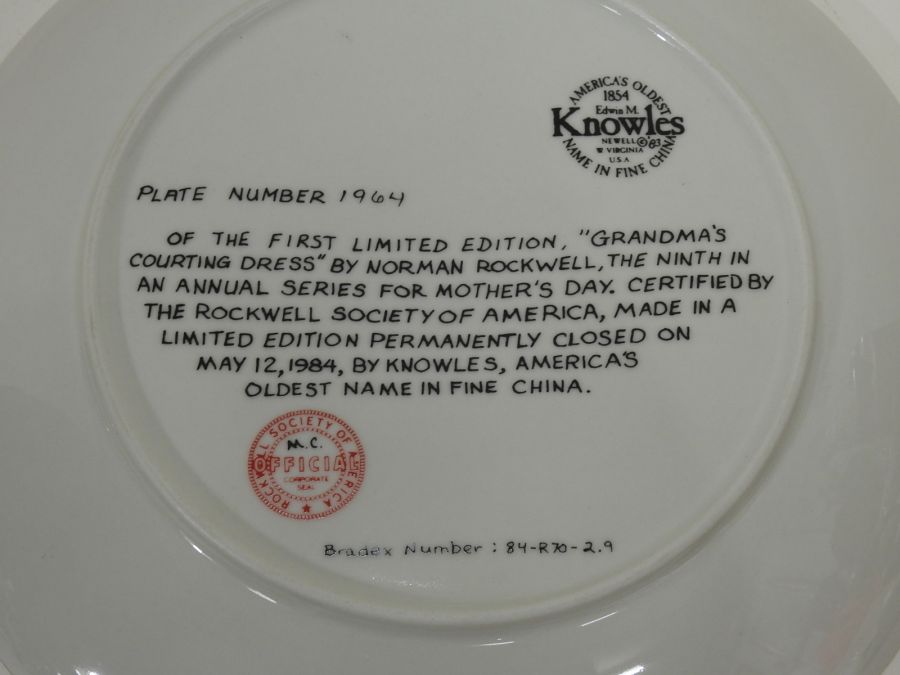 AMERICA'S OLDEST
1854
Edwin M.
Knowles
NEWELL © '83
W VIRGINIA
U.S.A
NAME IN FINE CHINA
PLATE NUMBER 1964
OF THE FIRST LIMITED EDITION, "GRANDMA'S
COURTING DRESS" BY NORMAN ROCKWELL, THE NINTH IN
AN ANNUAL SERIES FOR MOTHER'S DAY. CERTIFIED BY
THE ROCKWELL SOCIETY OF AMERICA, MADE IN A
LIMITED EDITION PERMANENTLY CLOSED ON
MAY 12, 1984, BY KNOWLES, AMERICA'S
OLDEST NAME IN FINE CHINA.
ROCKWELL SOCIETY OF AMERICA
M.C.
OFFICIAL
CORPORATE
SEAL
Bradex Number : 84-R70-2.9